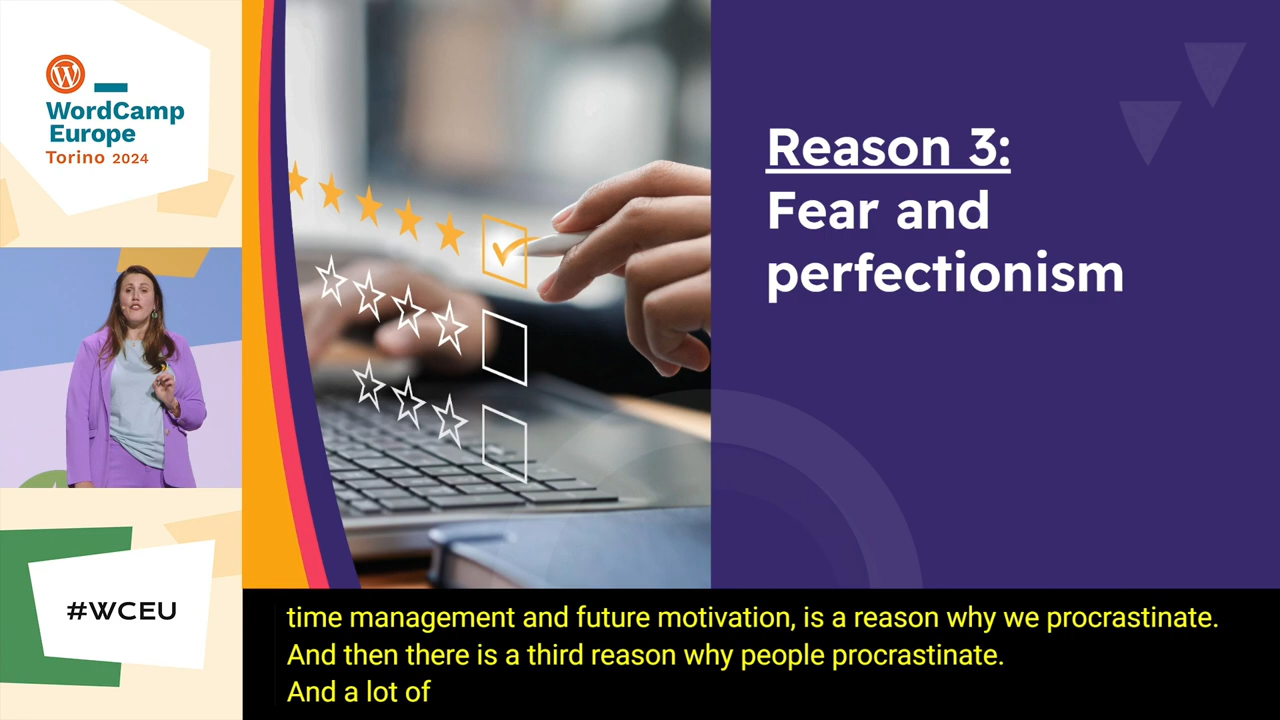 WordCamp
Europe
Torino 2024
#WCEU
Reason 3:
Fear and
perfectionism
time management and future motivation, is a reason why we procrastinate.
And then there is a third reason why people procrastinate.
And a lot of